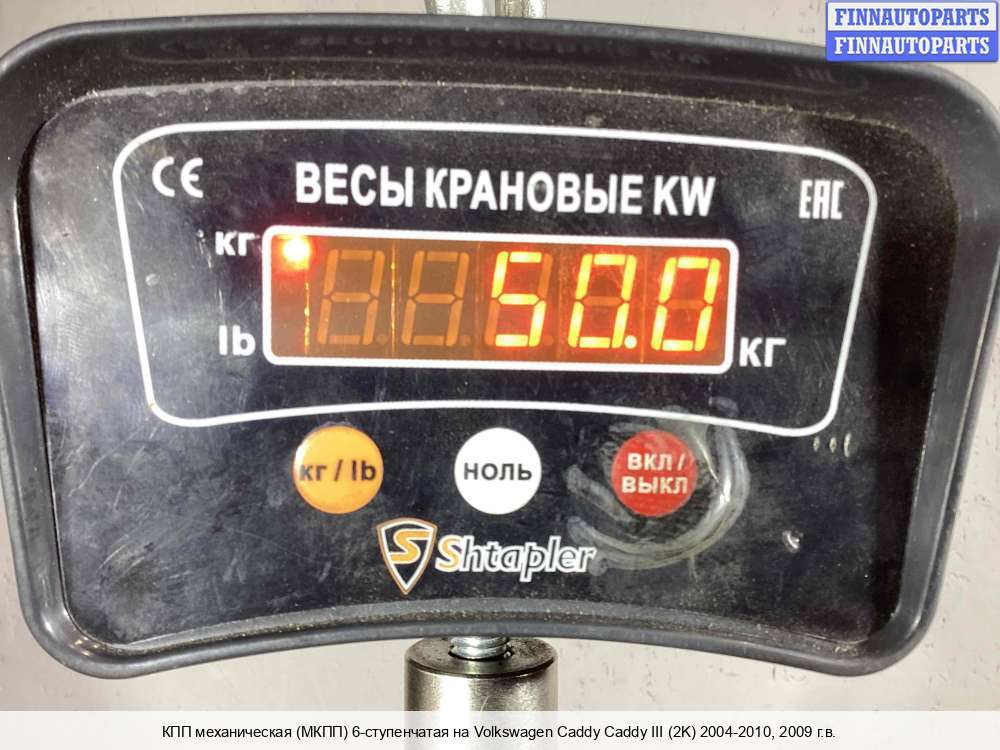 FINNAUTOPARTS
FINNAUTOPARTS
CE
ВЕСЫ КРАНОВЫЕ KW
EAC
кг
50.0
lb
кг
кг / lb
НОЛЬ
ВКЛ /
ВЫКЛ
S Shtapler
КПП механическая (МКПП) 6-ступенчатая на Volkswagen Caddy Caddy III (2K) 2004-2010, 2009 г.в.